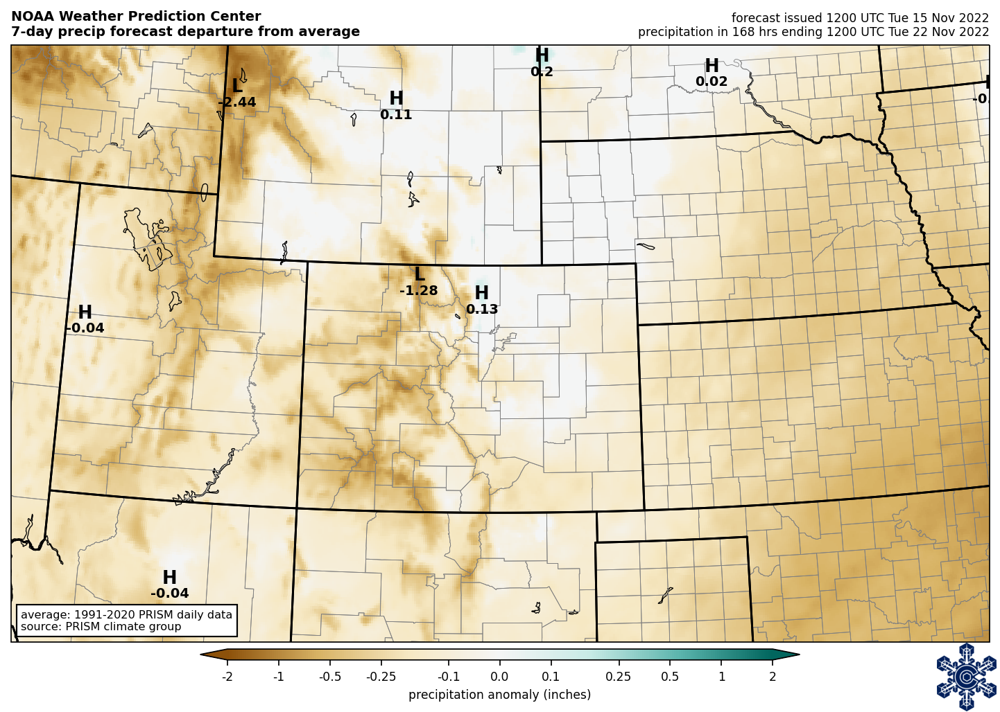 NOAA Weather Prediction Center
7-day precip forecast departure from average
forecast issued 1200 UTC Tue 15 Nov 2022
precipitation in 168 hrs ending 1200 UTC Tue 22 Nov 2022
H
0.2
H
0.02
L
-2.44
H
0.11
L
-1.28
H
0.13
H
-0.04
H
-0.04
average: 1991-2020 PRISM daily data
source: PRISM climate group
-2 -1 -0.5 -0.25 -0.1 0.0 0.1 0.25 0.5 1 2
precipitation anomaly (inches)